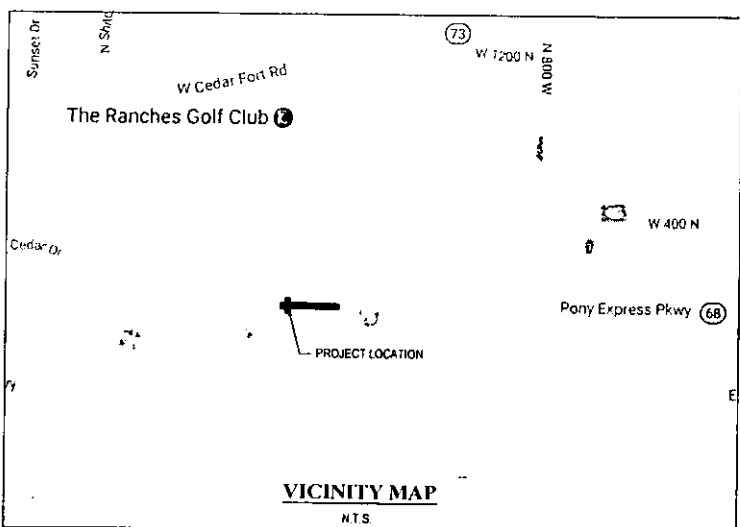 Sunset Dr
N Shad
73
W 1200 N
N 800 W
W Cedar Fort Rd
The Ranches Golf Club
W 400 N
Cedar Dr
Pony Express Pkwy 68
PROJECT LOCATION
ry
E
VICINITY MAP
N.T.S.